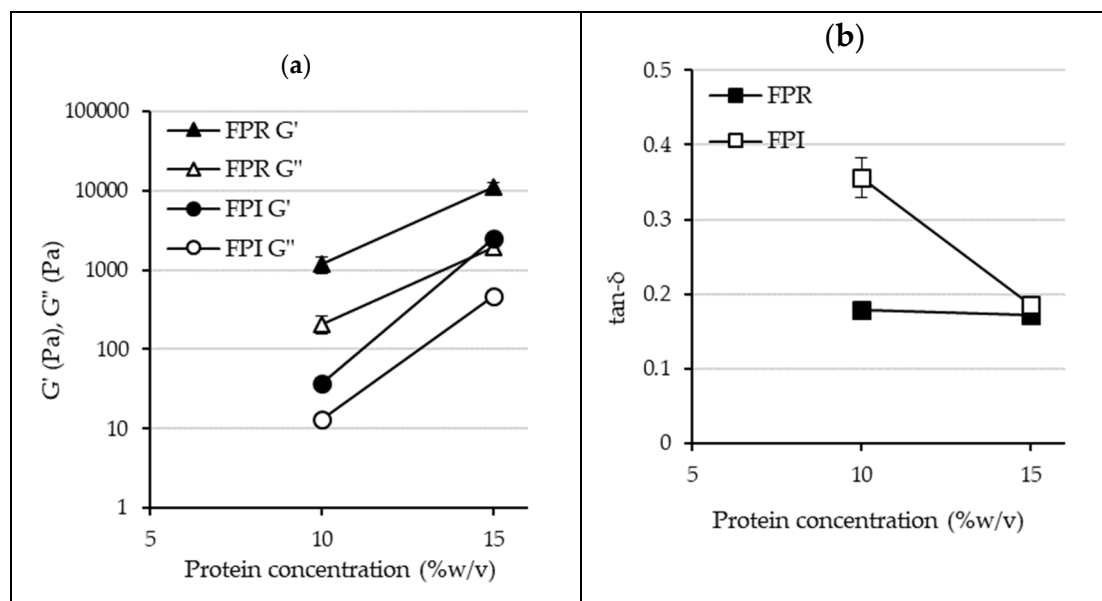 (a)
100000
10000
1000
100
10
1
G' (Pa), G" (Pa)
FPR G'
FPR G"
FPI G'
FPI G"
5
10
15
Protein concentration (%w/v)
(b)
0.5
0.4
0.3
0.2
0.1
0
tan-δ
FPR
FPI
5
10
15
Protein concentration (%w/v)